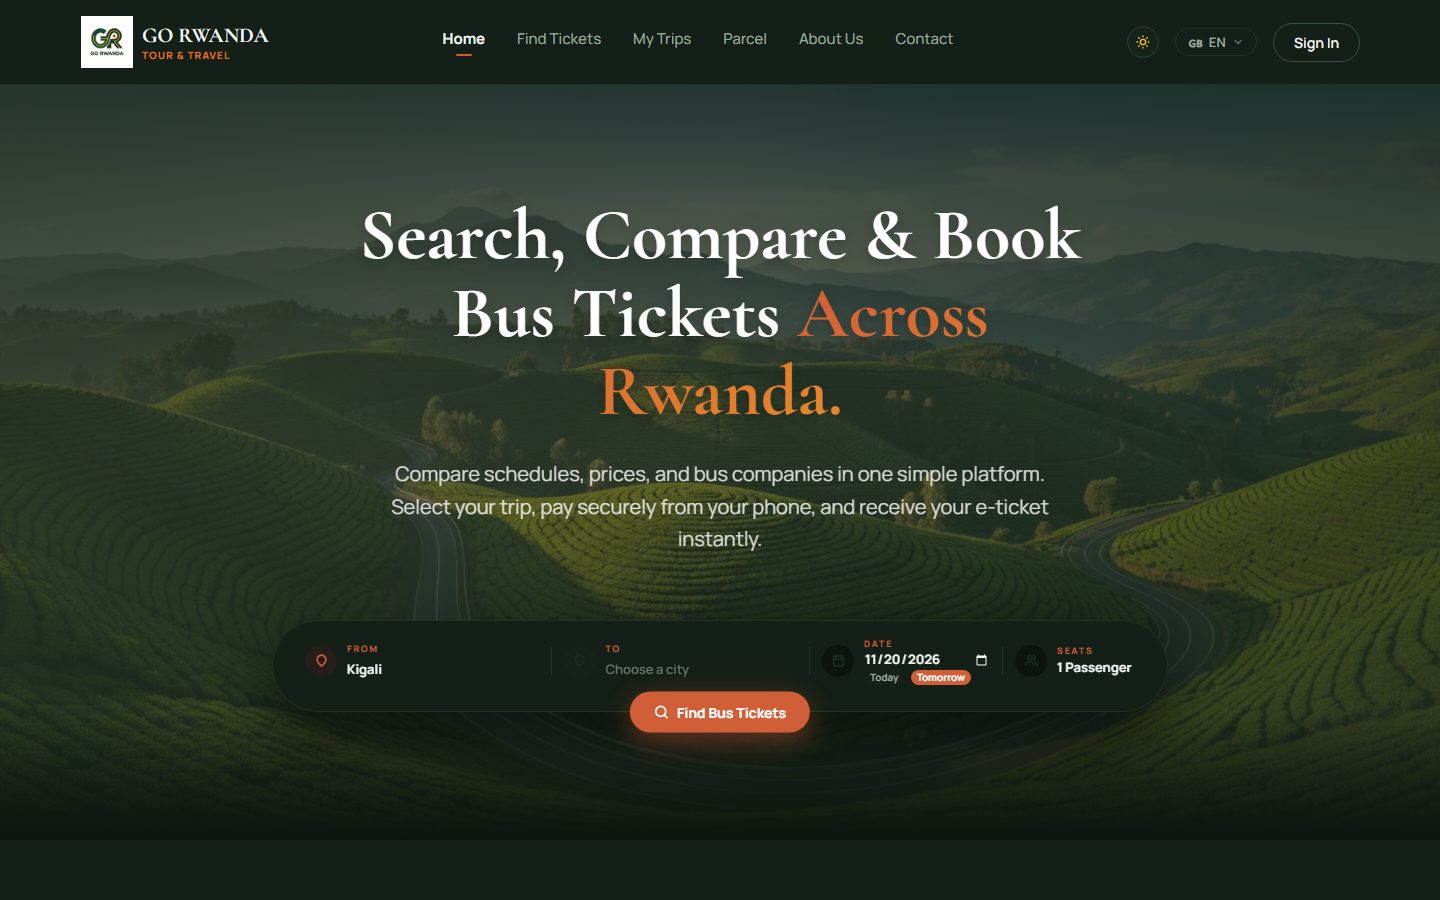 GR
GO RWANDA
GO RWANDA
TOUR & TRAVEL
Home
Find Tickets
My Trips
Parcel
About Us
Contact
GB EN
Sign In
Search, Compare & Book
Bus Tickets Across
Rwanda.
Compare schedules, prices, and bus companies in one simple platform.
Select your trip, pay securely from your phone, and receive your e-ticket
instantly.
FROM
Kigali
TO
Choose a city
DATE
11/20/2026
Today
Tomorrow
SEATS
1 Passenger
Find Bus Tickets